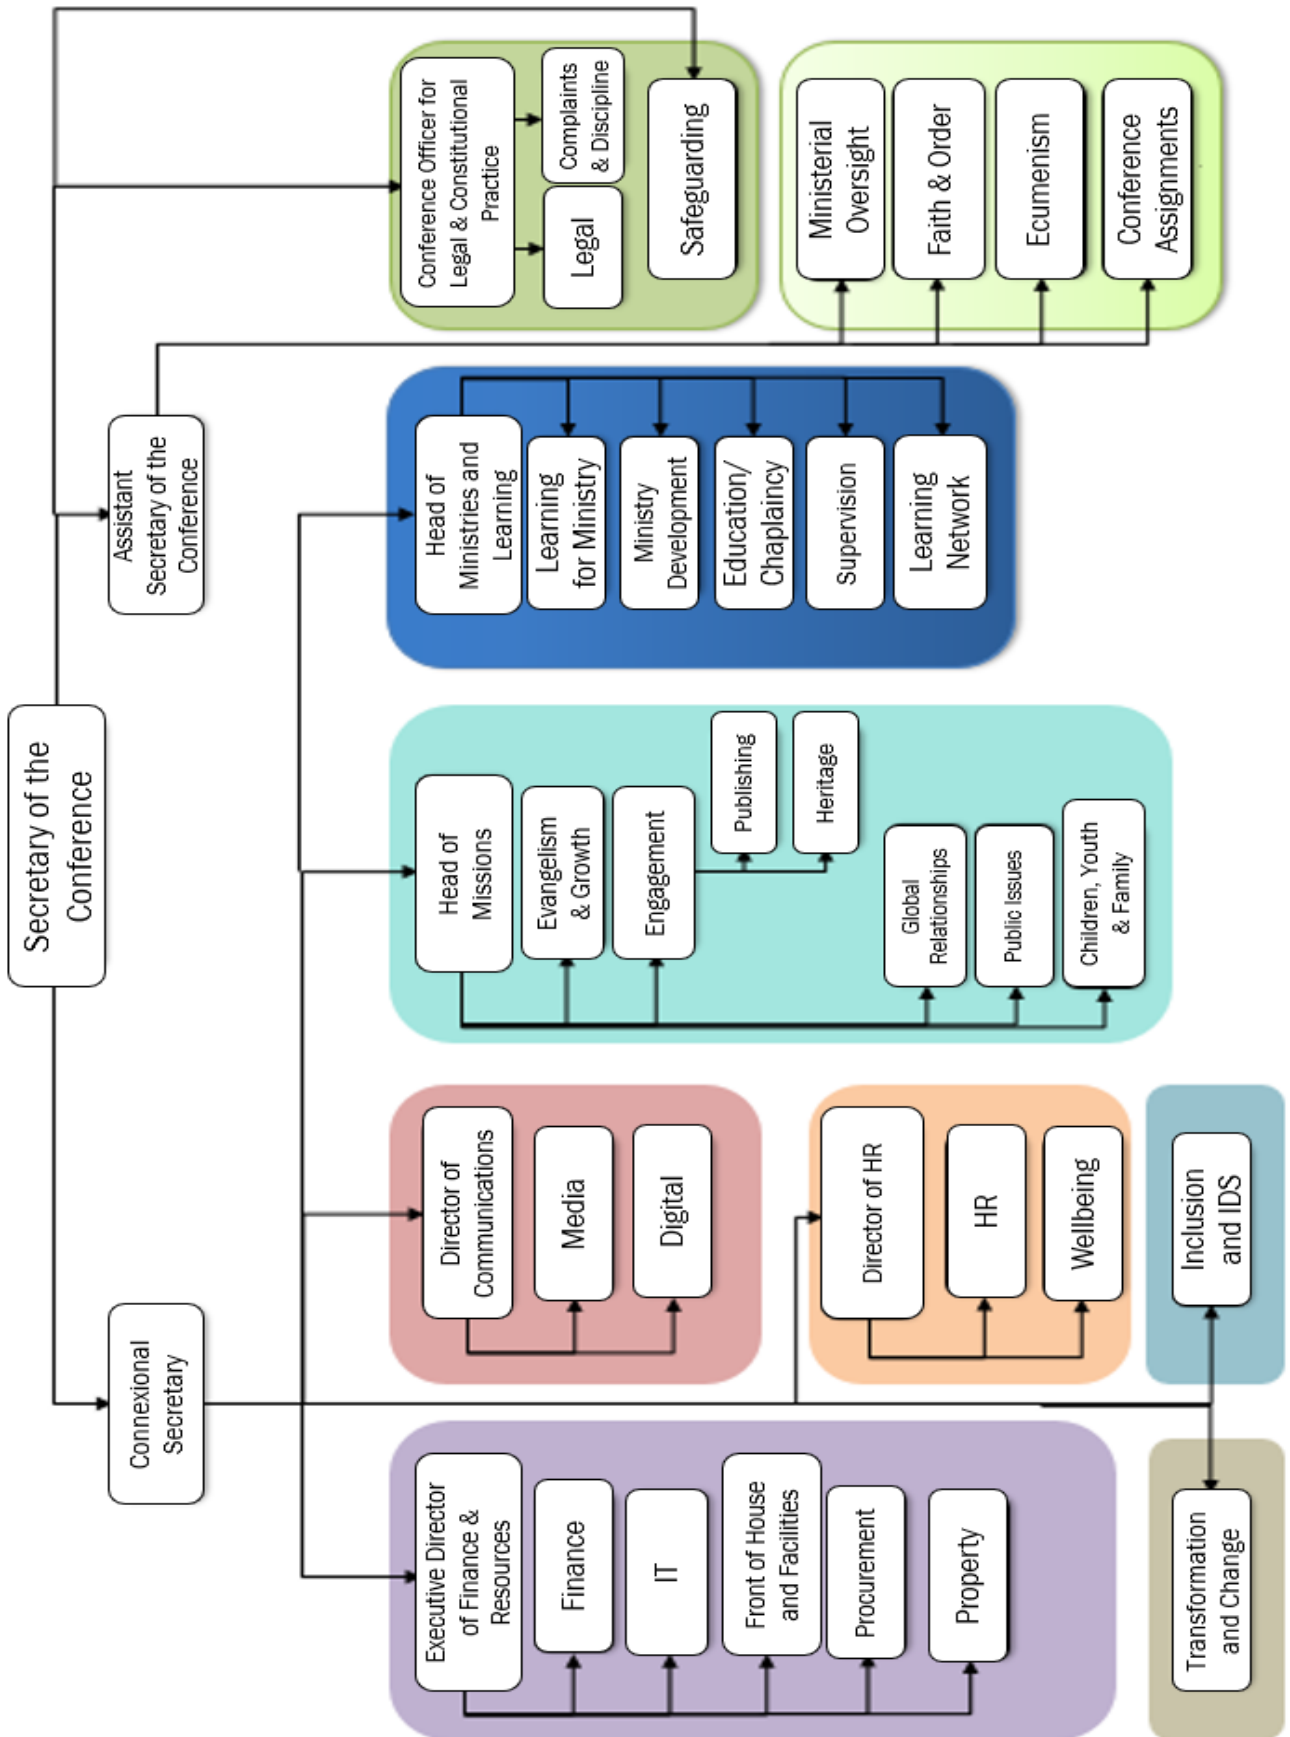 Secretary of the
Conference
Connexional
Secretary
Assistant
Secretary of the
Conference
Executive Director
of Finance &
Resources
Finance
IT
Front of House
and Facilities
Procurement
Property
Transformation
and Change
Director of
Communications
Media
Digital
Director of HR
HR
Wellbeing
Inclusion
and IDS
Head of
Missions
Evangelism
& Growth
Engagement
Publishing
Heritage
Global
Relationships
Public Issues
Children, Youth
& Family
Head of
Ministries and
Learning
Learning
for Ministry
Ministry
Development
Education/
Chaplaincy
Supervision
Learning
Network
Conference Officer for
Legal & Constitutional
Practice
Legal
Complaints
& Discipline
Safeguarding
Ministerial
Oversight
Faith & Order
Ecumenism
Conference
Assignments